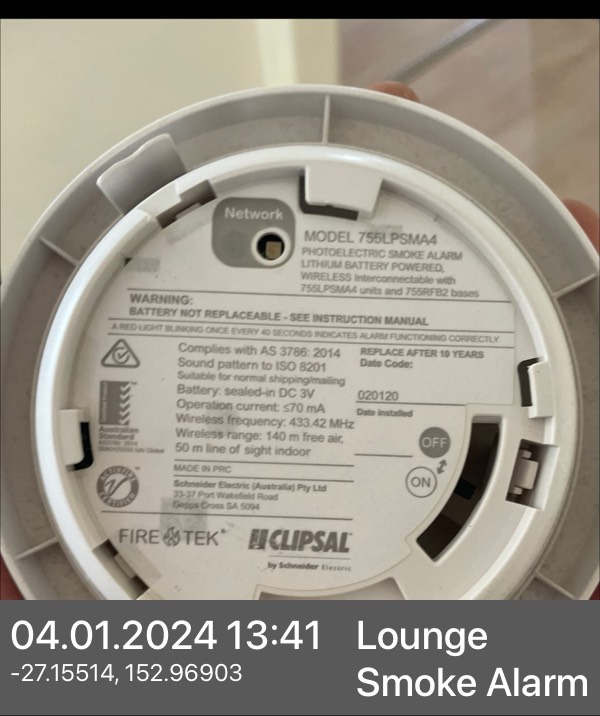 Network
MODEL 755LPSMA4
PHOTOELECTRIC SMOKE ALARM
LITHIUM BATTERY POWERED,
WIRELESS Interconnectable with
755LPSMA4 units and 755RFB2 bases
WARNING:
BATTERY NOT REPLACEABLE - SEE INSTRUCTION MANUAL
A RED LIGHT BLINKING ONCE EVERY 40 SECONDS INDICATES ALARM FUNCTIONING CORRECTLY
Complies with AS 3786: 2014
Sound pattern to ISO 8201
Suitable for normal shipping/mailing
Battery: sealed-in DC 3V
Operation current: ≤70 mA
Wireless frequency: 433.42 MHz
Wireless range: 140 m free air,
50 m line of sight indoor
REPLACE AFTER 10 YEARS
Date Code:
020120
Date installed
OFF
ON
Australian
Standard
MADE IN PRC
Schneider Electric (Australia) Pty Ltd
33-37 Port Wakefield Road
Gepps Cross SA 5094
FIRE TEK
CLIPSAL
by Schneider Electric
04.01.2024 13:41
-27.15514, 152.96903
Lounge
Smoke Alarm